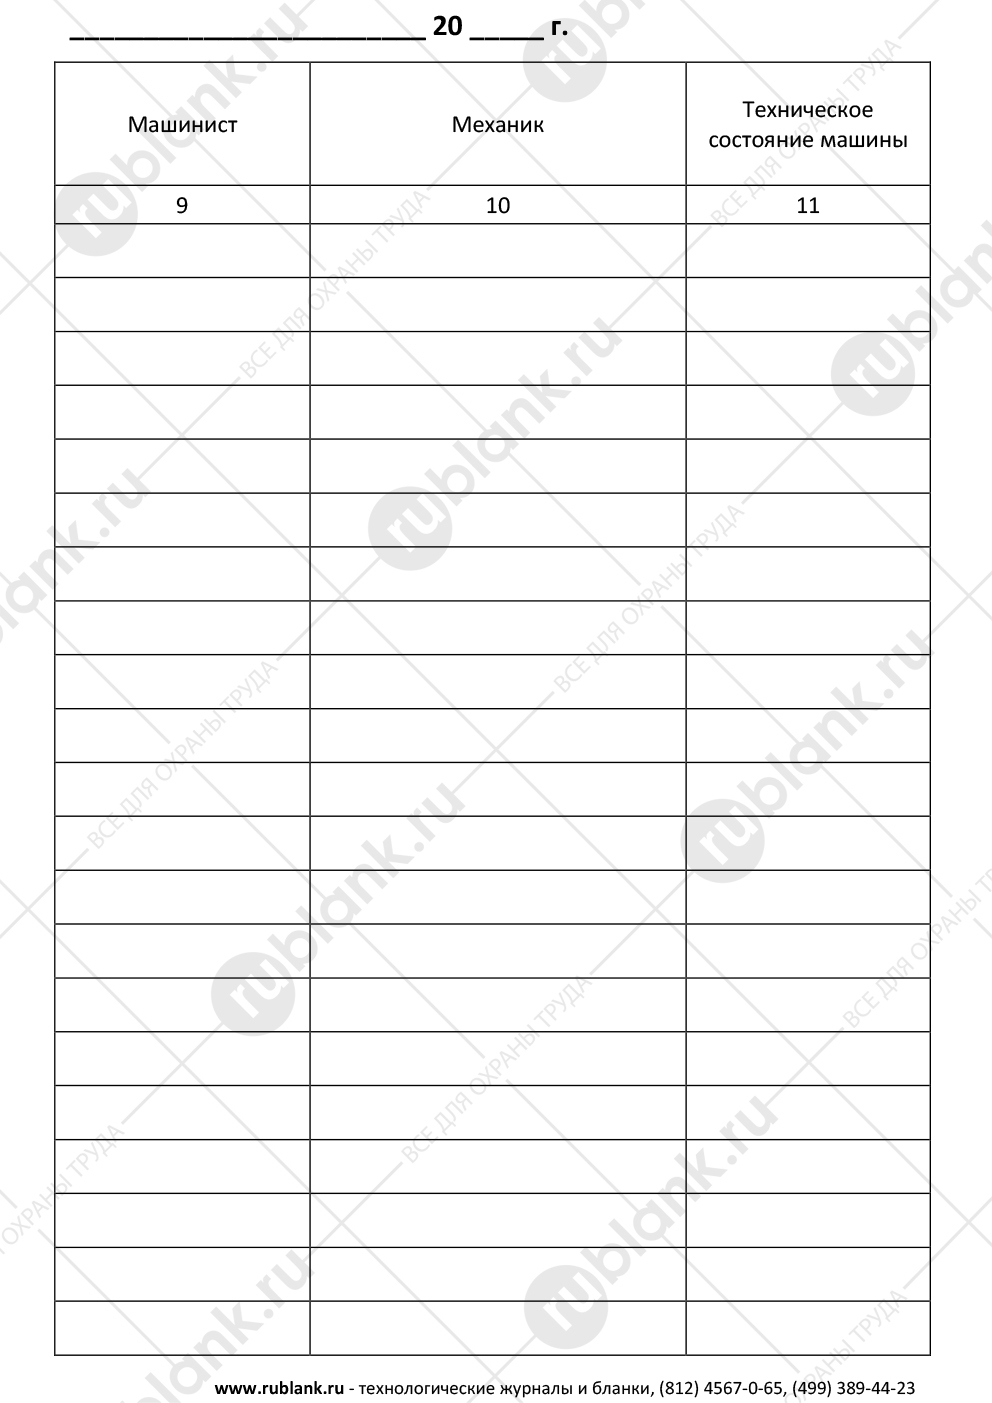 ________________________ 20 _____ г.
Машинист
Механик
Техническое
состояние машины
9
10
11
www.rublank.ru - технологические журналы и бланки, (812) 4567-0-65, (499) 389-44-23
rublank.ru
ВСЕ ДЛЯ ОХРАНЫ ТРУДА